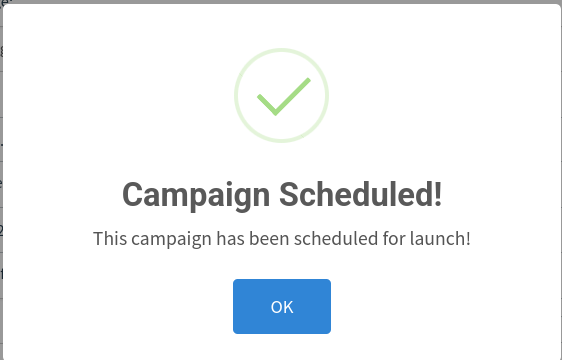 Campaign Scheduled!
This campaign has been scheduled for launch!
OK